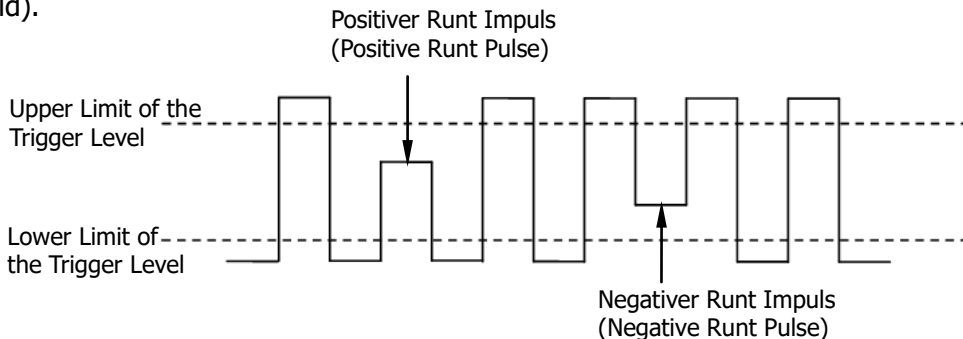 ld).
Positiver Runt Impuls
(Positive Runt Pulse)
Upper Limit of the
Trigger Level
Lower Limit of
the Trigger Level
Negativer Runt Impuls
(Negative Runt Pulse)